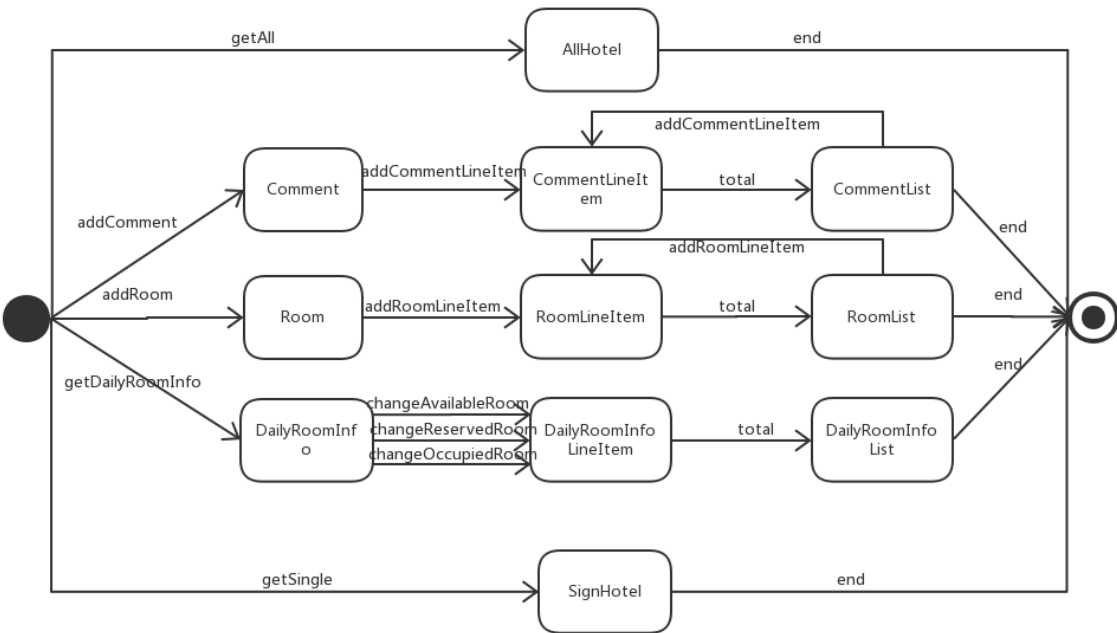 getAll
AllHotel
end
addCommentLineItem
Comment
addCommentLineItem
CommentLineIt
em
total
CommentList
addComment
end
addRoomLineItem
addRoom
Room
addRoomLineItem
RoomLineItem
total
RoomList
end
getDailyRoomInfo
end
DailyRoomInf
o
changeAvailableRoom
changeReservedRoom
changeOccupiedRoom
DailyRoomInfo
LineItem
total
DailyRoomInfo
List
getSingle
SignHotel
end